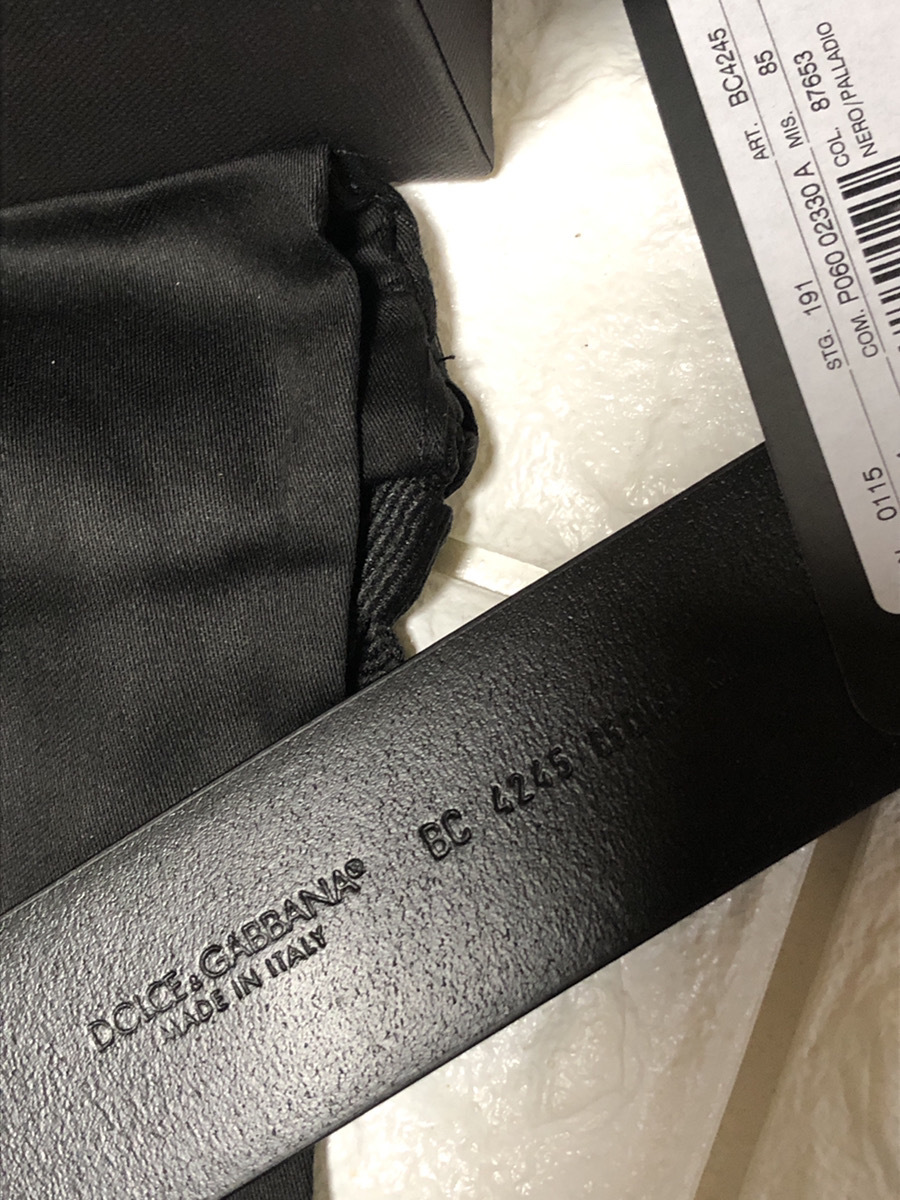 ART. BC4245
MIS. 85
STG. 191
COM. P060 02330 A COL. 87653
NERO/PALLADIO
0115
BC 4245
DOLCE&GABBANA®
MADE IN ITALY